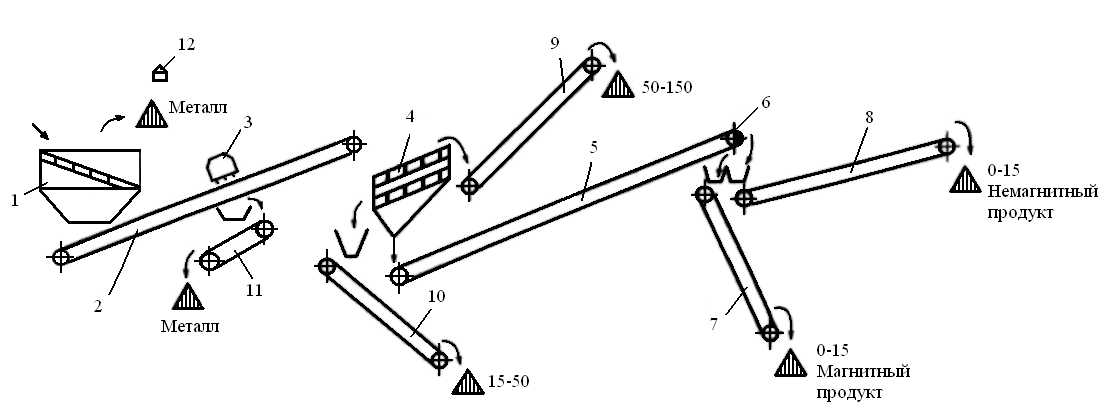 12
Металл
3
1
2
11
Металл
4
9
50-150
10
15-50
5
6
7
8
0-15
Немагнитный
продукт
0-15
Магнитный
продукт